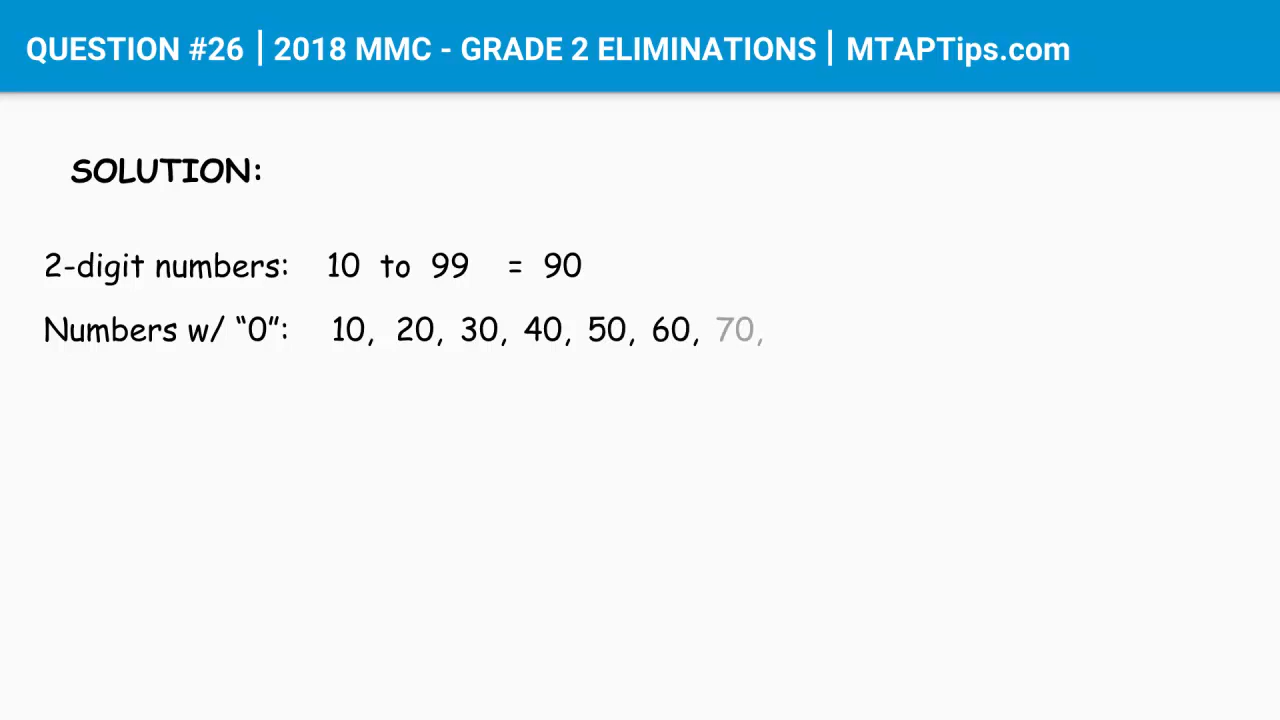 QUESTION #26 | 2018 MMC - GRADE 2 ELIMINATIONS | MTAPTips.com
SOLUTION:
2-digit numbers: 10 to 99 = 90
Numbers w/ “0”: 10, 20, 30, 40, 50, 60, 70,